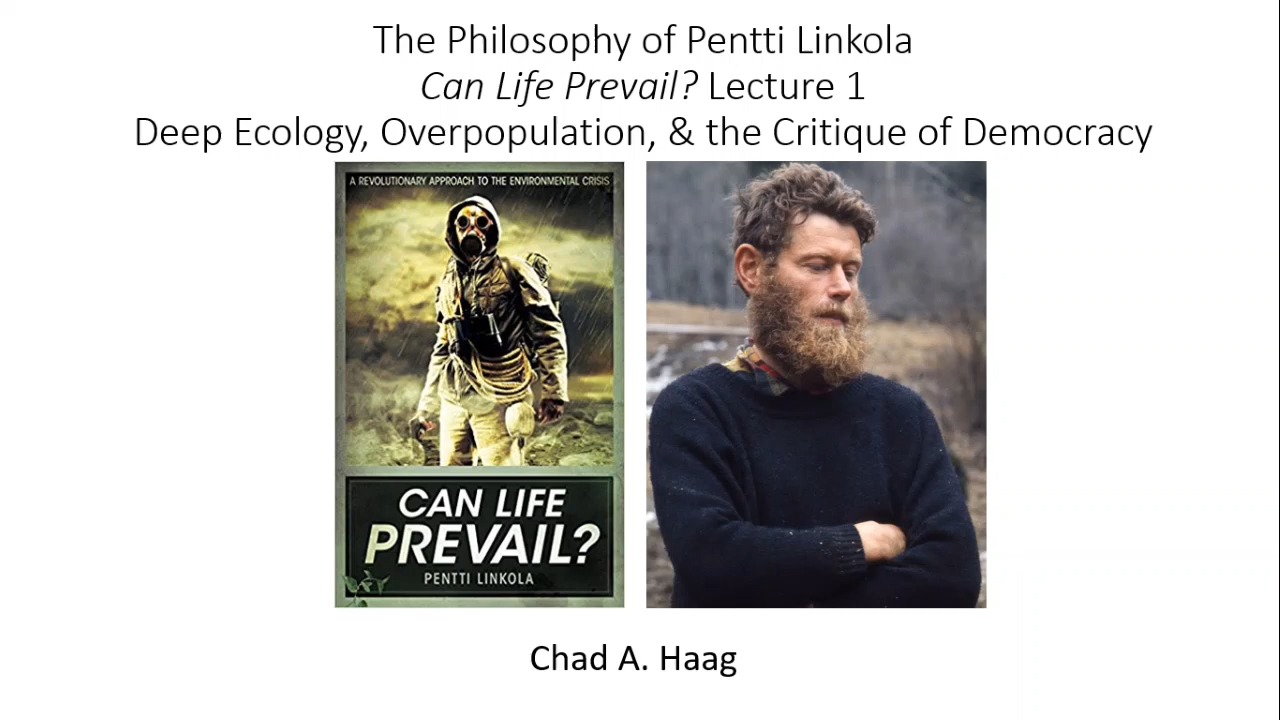 The Philosophy of Pentti Linkola
Can Life Prevail? Lecture 1
Deep Ecology, Overpopulation, & the Critique of Democracy
A REVOLUTIONARY APPROACH TO THE ENVIRONMENTAL CRISIS
CAN LIFE
PREVAIL?
PENTTI LINKOLA
Chad A. Haag